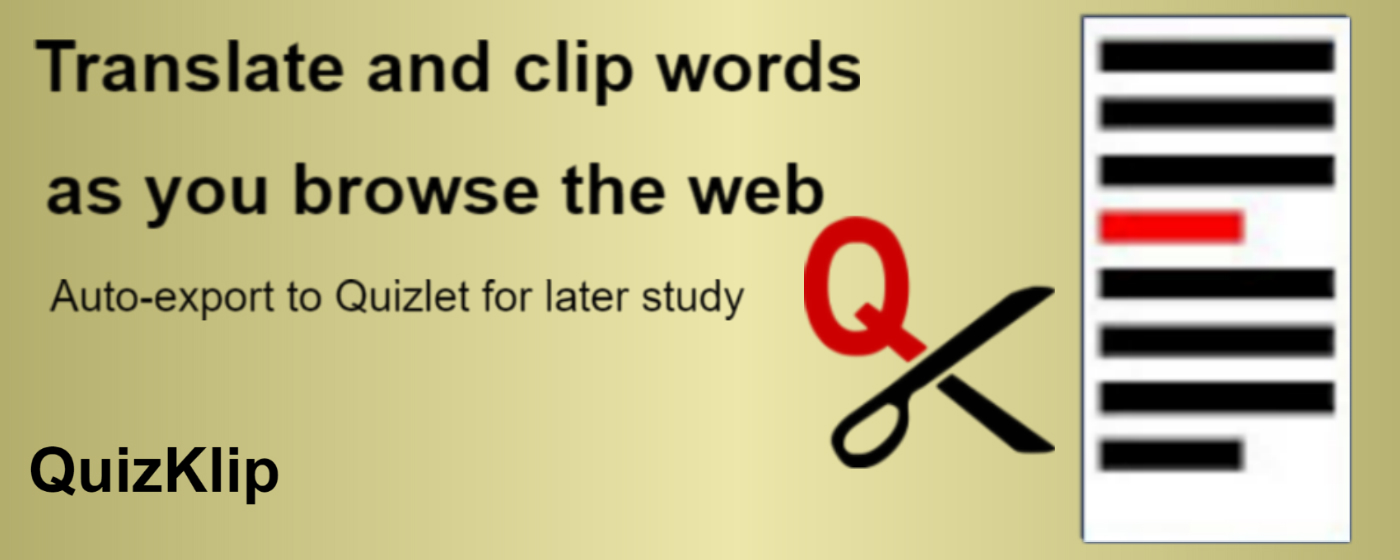 Translate and clip words
as you browse the web
Auto-export to Quizlet for later study
Q
QuizKlip